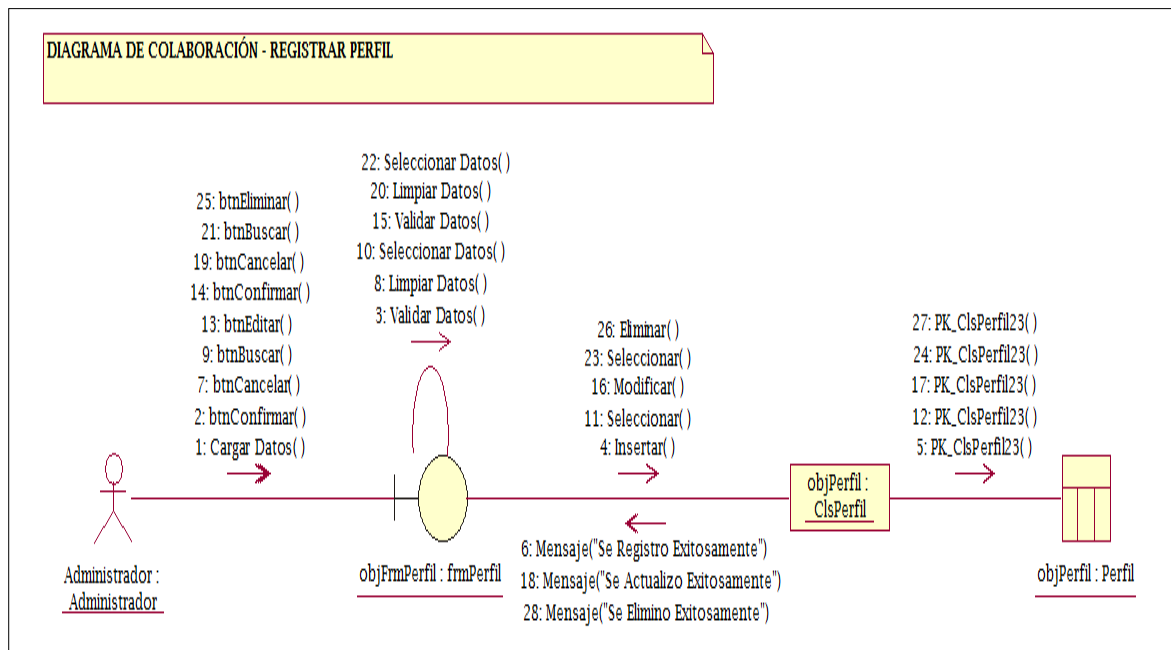 DIAGRAMA DE COLABORACIÓN - REGISTRAR PERFIL
25: btnEliminar( )
21: btnBuscar( )
19: btnCancelar( )
14: btnConfirmar( )
13: btnEditar( )
9: btnBuscar( )
7: btnCancelar( )
2: btnConfirmar( )
1: Cargar Datos( )
22: Seleccionar Datos( )
20: Limpiar Datos( )
15: Validar Datos( )
10: Seleccionar Datos( )
8: Limpiar Datos( )
3: Validar Datos( )
26: Eliminar( )
23: Seleccionar( )
16: Modificar( )
11: Seleccionar( )
4: Insertar( )
27: PK_ClsPerfil23( )
24: PK_ClsPerfil23( )
17: PK_ClsPerfil23( )
12: PK_ClsPerfil23( )
5: PK_ClsPerfil23( )
Administrador :
Administrador
objFrmPerfil : frmPerfil
6: Mensaje("Se Registro Exitosamente")
18: Mensaje("Se Actualizo Exitosamente")
28: Mensaje("Se Elimino Exitosamente")
objPerfil :
ClsPerfil
objPerfil : Perfil